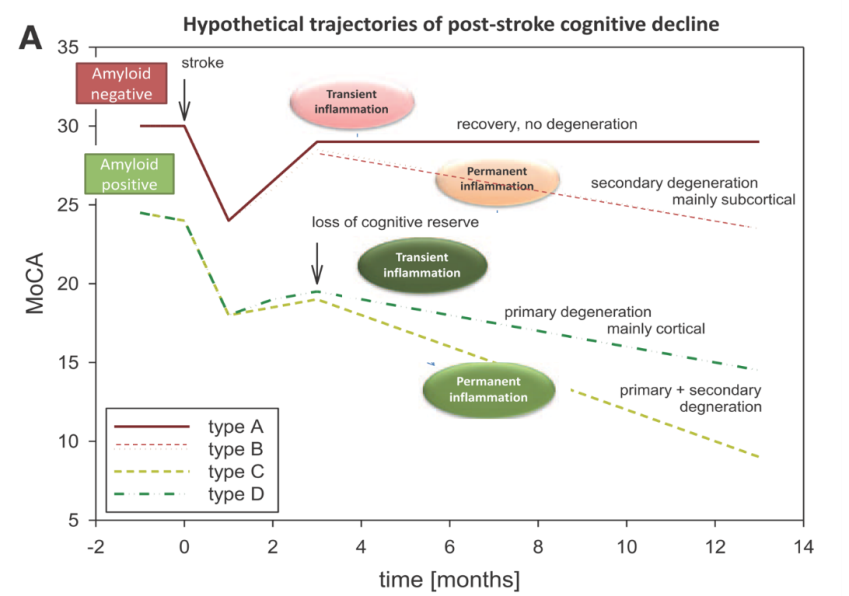 A
Hypothetical trajectories of post-stroke cognitive decline
35
30
25
20
15
10
5
MoCA
Amyloid
negative
stroke
Transient
inflammation
recovery, no degeneration
Amyloid
positive
Permanent
inflammation
secondary degeneration
mainly subcortical
loss of cognitive reserve
Transient
inflammation
primary degeneration
mainly cortical
Permanent
inflammation
primary + secondary
degneration
type A
type B
type C
type D
-2 0 2 4 6 8 10 12 14
time [months]